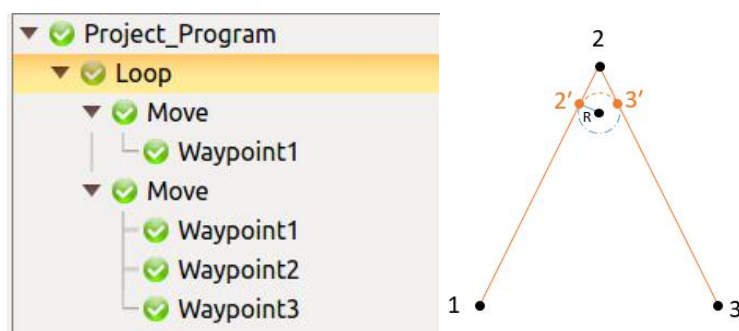 Project_Program
Loop
Move
Waypoint1
Move
Waypoint1
Waypoint2
Waypoint3
2
2′ 3′
R
1 3